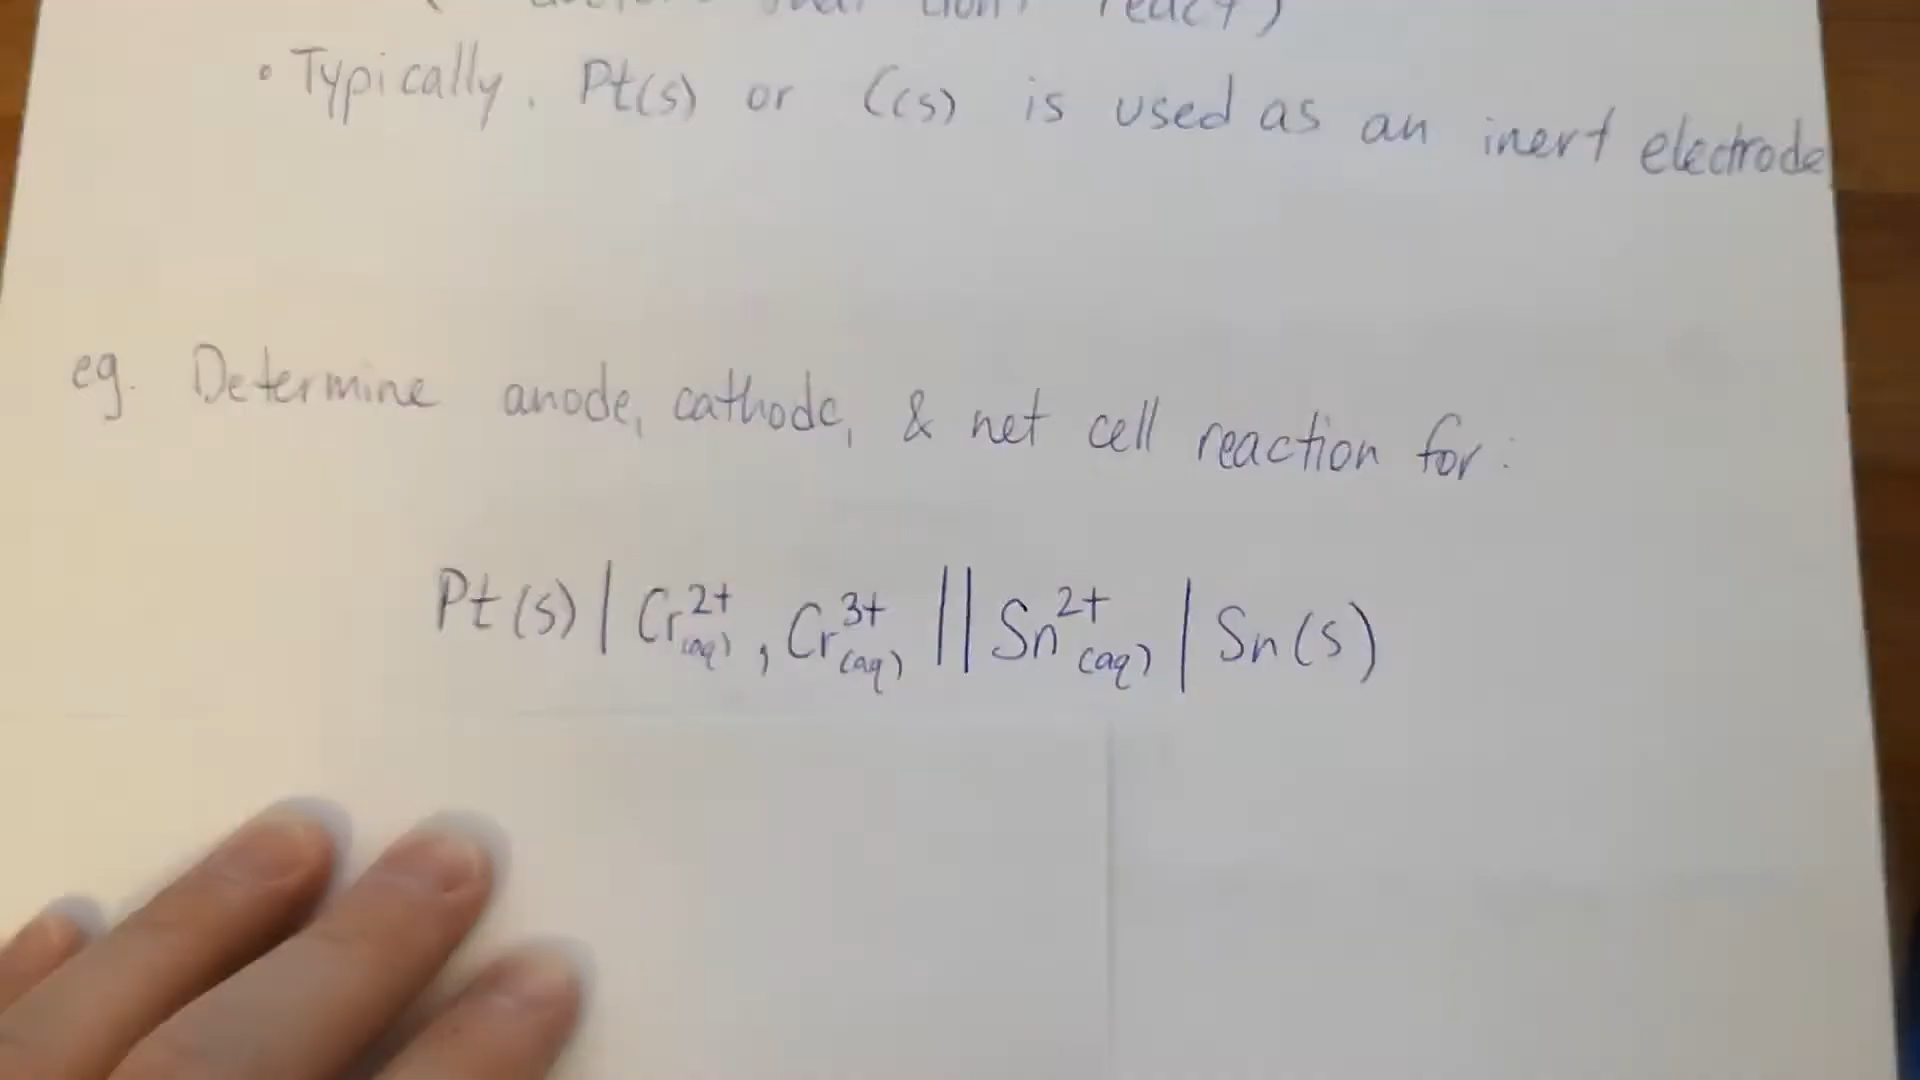 react)
• Typically, Pt(s) or C(s) is used as an inert electrode
eg. Determine anode, cathode, & net cell reaction for:
Pt(s) | Cr²⁺(aq), Cr³⁺(aq) || Sn²⁺(aq) | Sn(s)